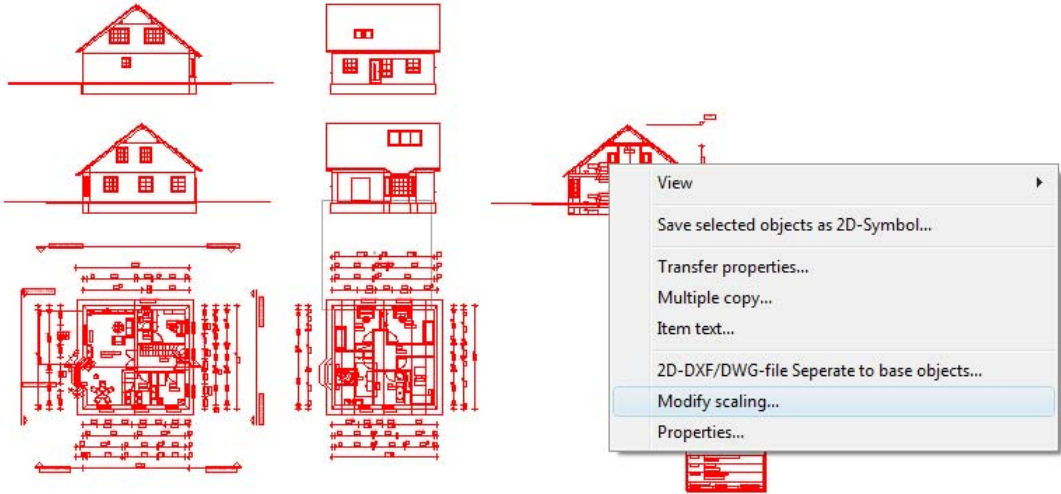 View
Save selected objects as 2D-Symbol...
Transfer properties...
Multiple copy...
Item text...
2D-DXF/DWG-file Seperate to base objects...
Modify scaling...
Properties...